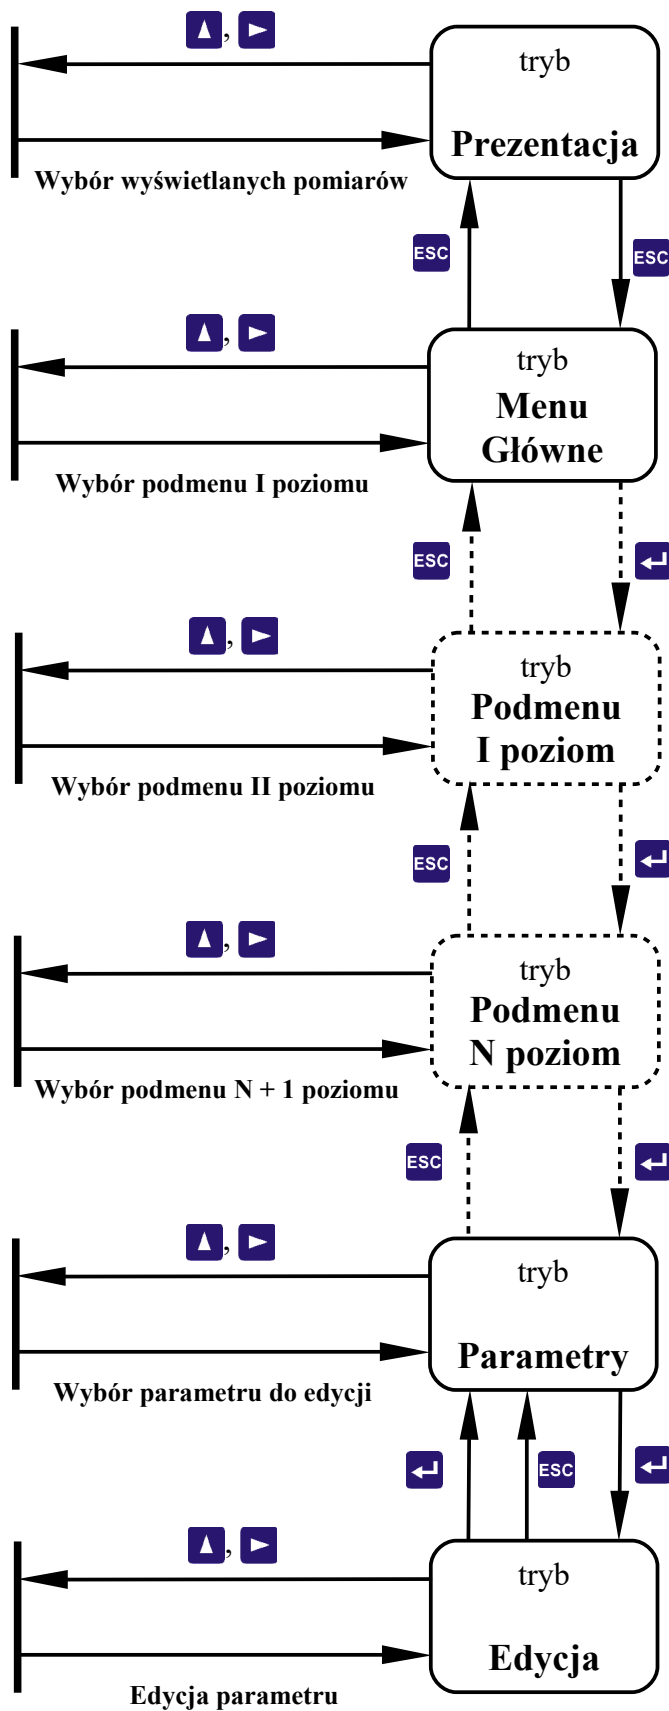 ,
tryb
Prezentacja
Wybór wyświetlanych pomiarów
ESC
ESC
,
tryb
Menu
Główne
Wybór podmenu I poziomu
ESC
,
tryb
Podmenu
I poziom
Wybór podmenu II poziomu
ESC
,
tryb
Podmenu
N poziom
Wybór podmenu N + 1 poziomu
ESC
,
tryb
Parametry
Wybór parametru do edycji
ESC
,
tryb
Edycja
Edycja parametru